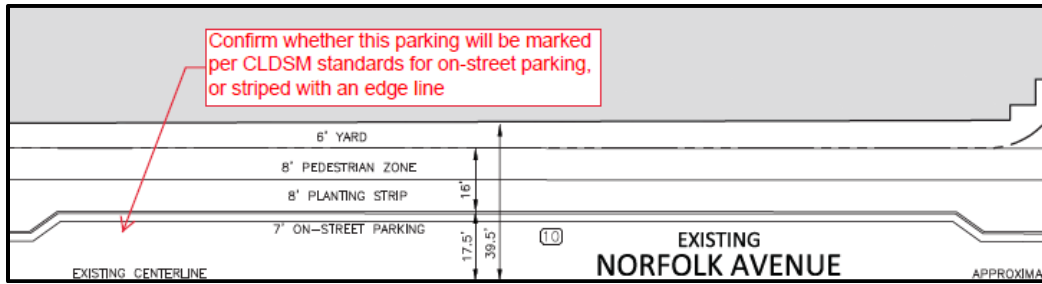 Confirm whether this parking will be marked
per CLDSM standards for on-street parking,
or striped with an edge line
6' YARD
8' PEDESTRIAN ZONE
8' PLANTING STRIP
16'
7' ON-STREET PARKING
17.5'
39.5'
10
EXISTING
NORFOLK AVENUE
EXISTING CENTERLINE
APPROXIMA